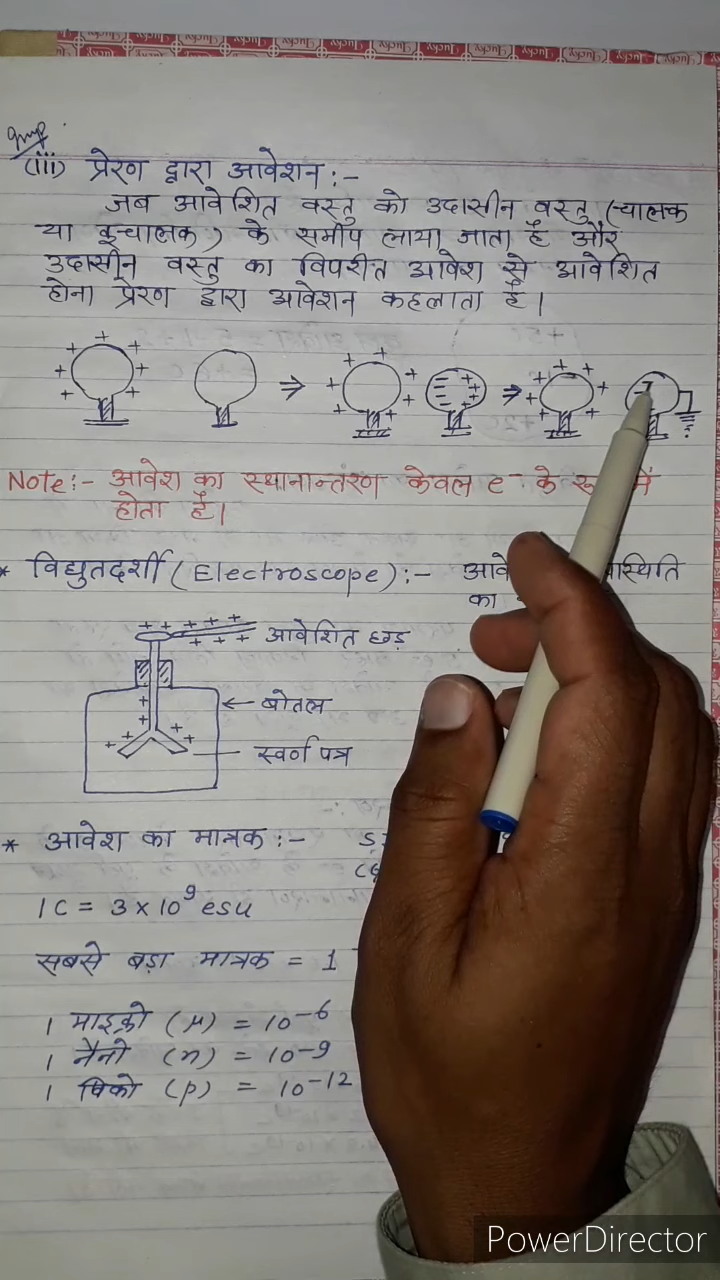 Imp
(iii) प्रेरण द्वारा आवेशन :-
जब आवेशित वस्तु को उदासीन वस्तु (चालक
या कुचालक) के समीप लाया जाता है और
उदासीन वस्तु का विपरीत आवेश से आवेशित
होना प्रेरण द्वारा आवेशन कहलाता है।
Note :- आवेश का स्थानान्तरण केवल e⁻ के में
होता है।
* विद्युतदर्शी (Electroscope) :-
का
आवेशित छड़
बोतल
स्वर्ण पत्र
* आवेश का मात्रक :-
1C = 3 × 10⁹ esu
सबसे बड़ा मात्रक = 1
1 माइक्रो (μ) = 10⁻⁶
1 नैनो (n) = 10⁻⁹
1 पिको (p) = 10⁻¹²
PowerDirector